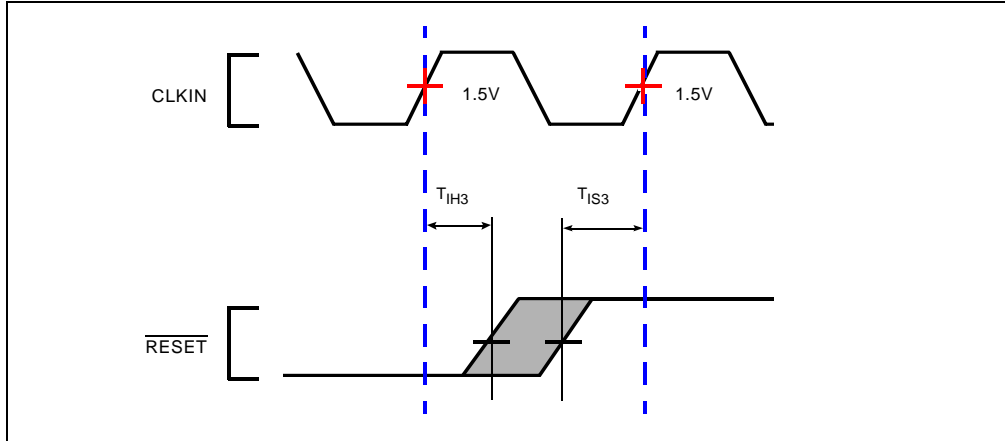 CLKIN
1.5V
1.5V
TIH3
TIS3
RESET